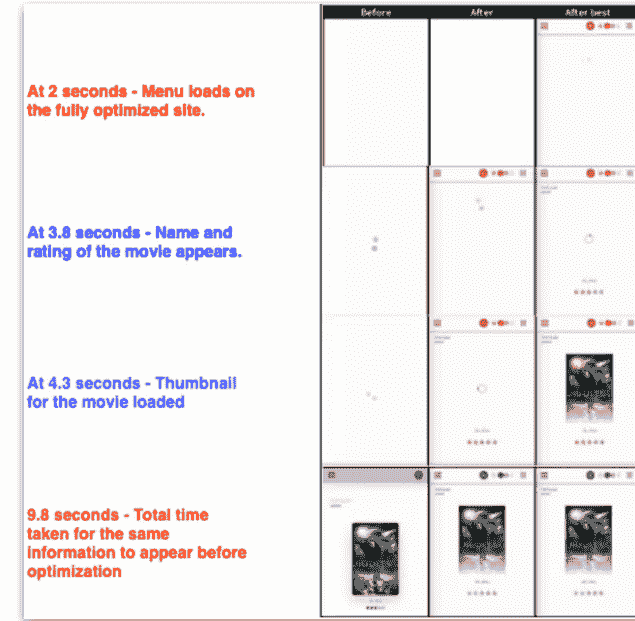 Before After After best
At 2 seconds - Menu loads on
the fully optimized site.
At 3.8 seconds - Name and
rating of the movie appears.
At 4.3 seconds - Thumbnail
for the movie loaded
9.8 seconds - Total time
taken for the same
information to appear before
optimization